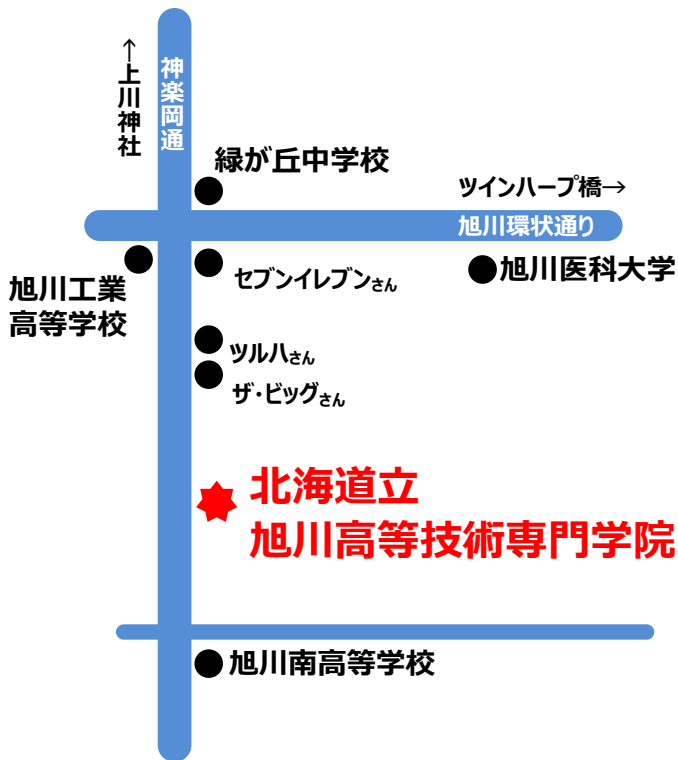 ↑上川神社
神楽岡通
緑が丘中学校
ツインハープ橋→
旭川環状通り
旭川工業
高等学校
セブンイレブンさん
旭川医科大学
ツルハさん
ザ・ビッグさん
北海道立
旭川高等技術専門学院
旭川南高等学校